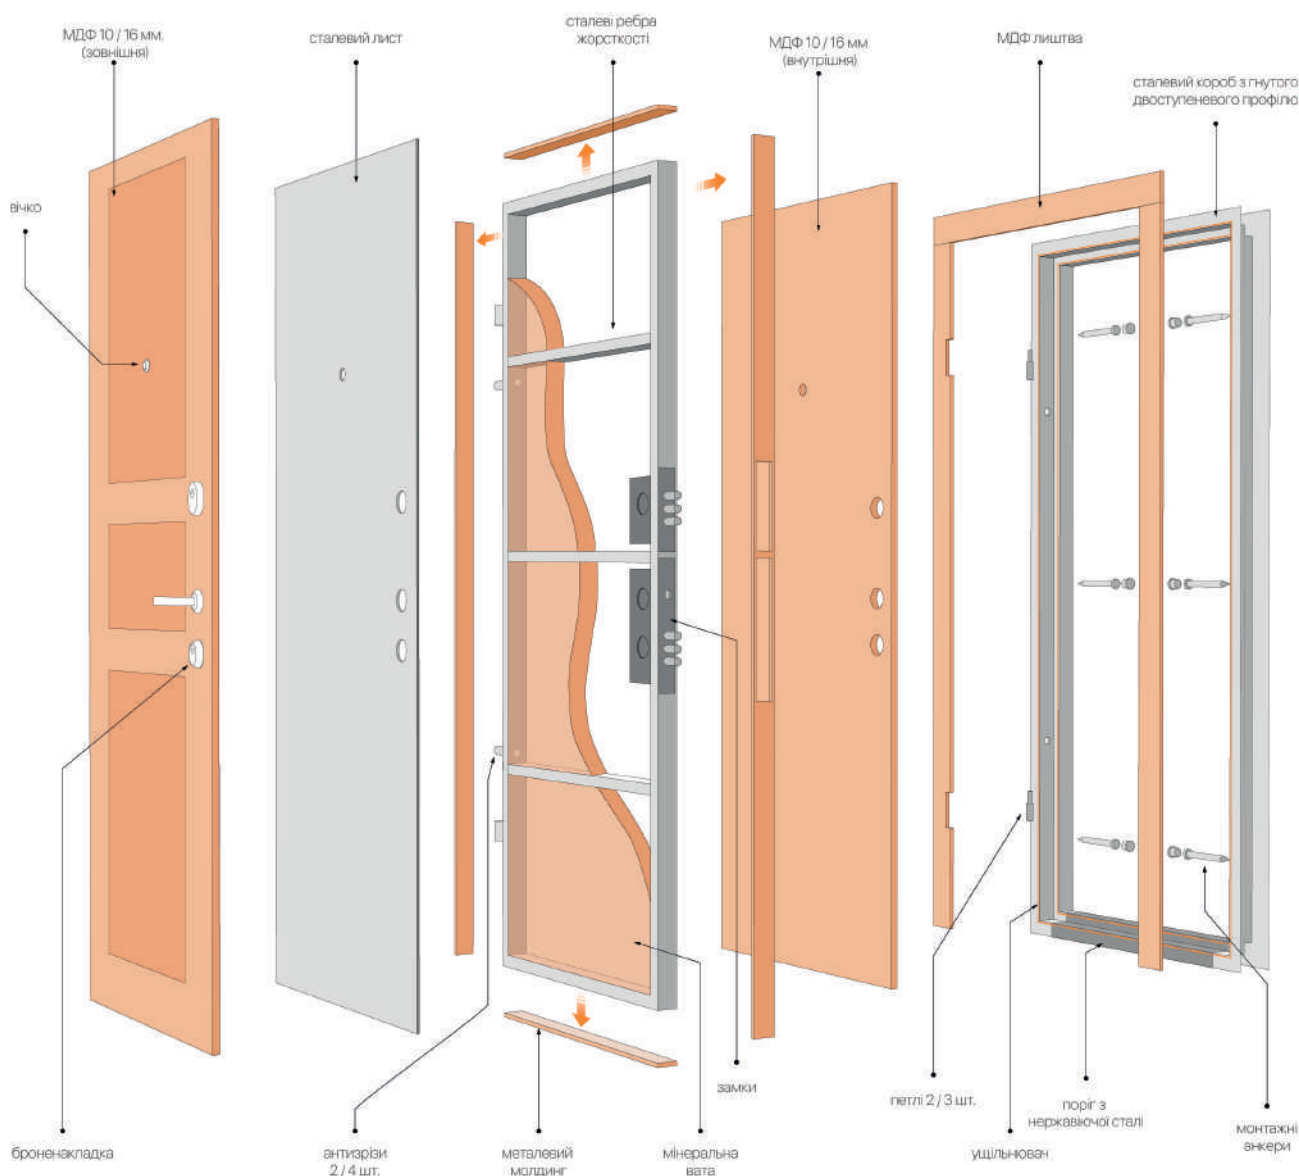 МДФ 10 / 16 мм.
(зовнішня)
сталевий лист
сталеві ребра
жорсткості
МДФ 10 / 16 мм
(внутрішня)
МДФ лиштва
сталевий короб з гнутого
двоступеневого профілю
вічко
замки
петлі 2 / 3 шт.
поріг з
нержавіючої сталі
монтажні
анкери
броненакладка
антизрізи
2 / 4 шт.
металевий
молдинг
мінеральна
вата
ущільнювач